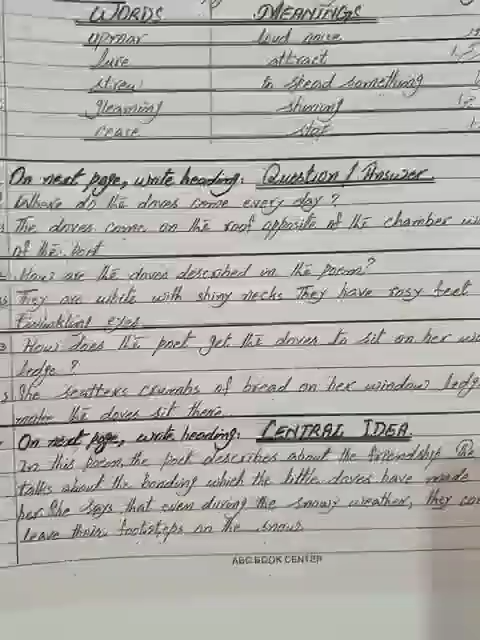 WORDS MEANINGS
uproar loud noise
lure attract
strew to spead something
gleaming shining
cease stop
On next page, write heading: Question / Answer
Where do the doves come every day?
The doves come on the roof opposite of the chamber
of the poet
How are the doves described in the poem?
They are white with shiny necks They have rosy feet
Twinkling eyes
How does the poet get the doves to sit on her
ledge?
She scatters crumbs of bread on her window ledge
make the doves sit there
On next page, write heading: CENTRAL IDEA
In this poem, the poet describes about the friendship
talks about the bonding which the little doves have made
her. She says that even during the snowy weather, they
leave their footsteps on the snow
ABC BOOK CENTER